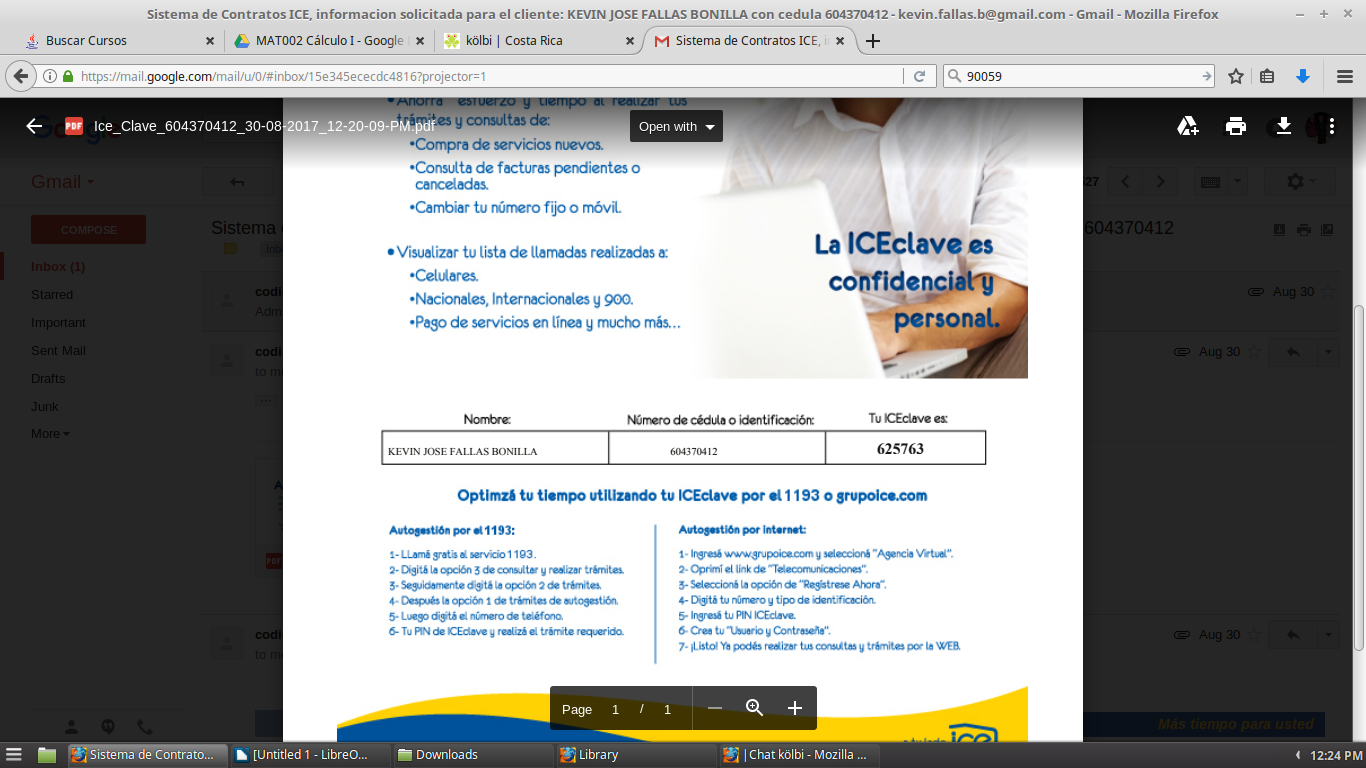 Sistema de Contratos ICE, informacion solicitada para el cliente: KEVIN JOSE FALLAS BONILLA con cedula 604370412 - kevin.fallas.b@gmail.com - Gmail - Mozilla Firefox
Buscar Cursos
MAT002 Cálculo I - Google
kölbi | Costa Rica
Sistema de Contratos ICE, i
https://mail.google.com/mail/u/0/#inbox/15e345ececdc4816?projector=1
90059
PDF
Ice_Clave_604370412_30-08-2017_12-20-09-PM.pdf
Open with
•Ahorra esfuerzo y tiempo al realizar tus
trámites y consultas de:
•Compra de servicios nuevos.
•Consulta de facturas pendientes o
canceladas.
•Cambiar tu número fijo o móvil.
•Visualizar tu lista de llamadas realizadas a:
•Celulares.
•Nacionales, Internacionales y 900.
•Pago de servicios en línea y mucho más...
La ICEclave es
confidencial y
personal.
Gmail
COMPOSE
Inbox (1)
Starred
Important
Sent Mail
Drafts
Junk
More
Sistema
604370412
27
codi
Adm
Aug 30
codi
to m
Aug 30
...
PDF
codi
to m
Aug 30
Nombre:
Número de cédula o identificación:
Tu ICEclave es:
KEVIN JOSE FALLAS BONILLA
604370412
625763
Optimzá tu tiempo utilizando tu ICEclave por el 1193 o grupoice.com
Autogestión por el 1193:
1- LLamá gratis al servicio 1193.
2- Digitá la opción 3 de consultar y realizar trámites.
3- Seguidamente digitá la opción 2 de trámites.
4- Después la opción 1 de trámites de autogestión.
5- Luego digitá el número de teléfono.
6- Tu PIN de ICEclave y realizá el trámite requerido.
Autogestión por internet:
1- Ingresá www.grupoice.com y seleccioná "Agencia Virtual".
2- Oprimí el link de "Telecomunicaciones".
3- Seleccioná la opción de "Regístrese Ahora".
4- Digitá tu número y tipo de identificación.
5- Ingresá tu PIN ICEclave.
6- Crea tu "Usuario y Contraseña".
7- ¡Listo! Ya podés realizar tus consultas y trámites por la WEB.
Page 1 / 1
Más tiempo para usted
ice
Sistema de Contrato...
[Untitled 1 - LibreO...
Downloads
Library
|Chat kölbi - Mozilla ...
12:24 PM